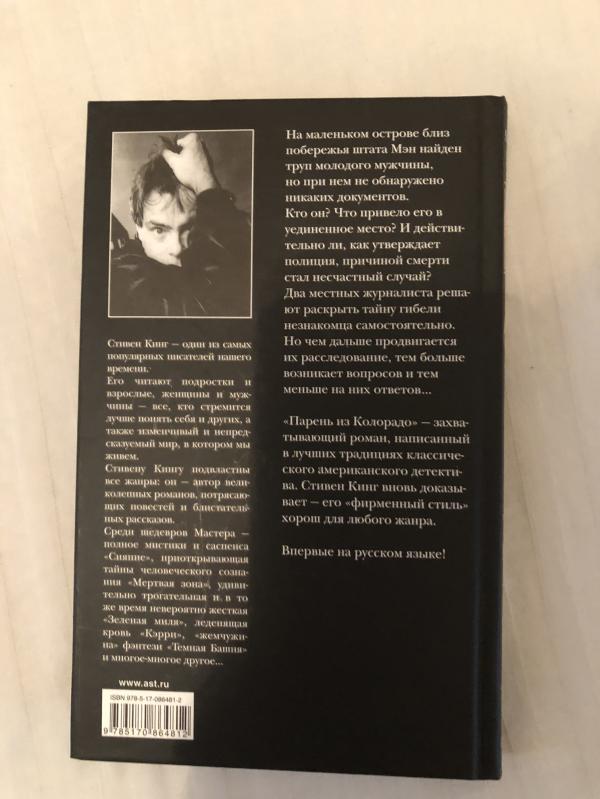 Стивен Кинг — один из самых
популярных писателей нашего
времени.
Его читают подростки и
взрослые, женщины и муж-
чины — все, кто стремится
лучше понять себя и других, а
также изменчивый и непред-
сказуемый мир, в котором мы
живем.
Стивену Кингу подвластны
все жанры: он — автор вели-
колепных романов, потрясаю-
щих повестей и блистатель-
ных рассказов.
Среди шедевров Мастера —
полное мистики и саспенса
«Сияние», приоткрывающая
тайны человеческого созна-
ния «Мертвая зона», удиви-
тельно трогательная и в то
же время невероятно жесткая
«Зеленая миля», леденящая
кровь «Кэрри», «жемчужи-
на» фэнтези «Темная Башня»
и многое-многое другое...
www.ast.ru
ISBN 978-5-17-086481-2
9 785170 864812
На маленьком острове близ
побережья штата Мэн найден
труп молодого мужчины,
но при нем не обнаружено
никаких документов.
Кто он? Что привело его в
уединенное место? И действи-
тельно ли, как утверждает
полиция, причиной смерти
стал несчастный случай?
Два местных журналиста реша-
ют раскрыть тайну гибели
незнакомца самостоятельно.
Но чем дальше продвигается
их расследование, тем больше
возникает вопросов и тем
меньше на них ответов...
«Парень из Колорадо» — захва-
тывающий роман, написанный
в лучших традициях классиче-
ского американского детекти-
ва. Стивен Кинг вновь доказы-
вает — его «фирменный стиль»
хорош для любого жанра.
Впервые на русском языке!